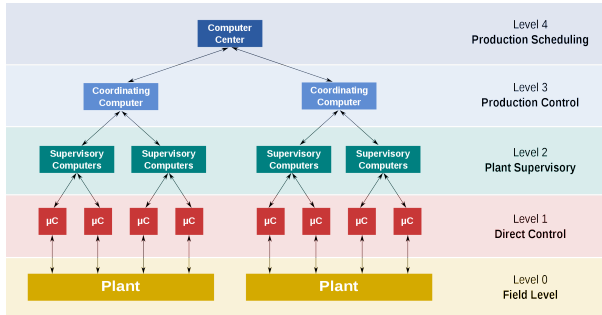 Computer
Center
Level 4
Production Scheduling
Coordinating
Computer
Coordinating
Computer
Level 3
Production Control
Supervisory
Computers
Supervisory
Computers
Supervisory
Computers
Supervisory
Computers
Level 2
Plant Supervisory
µC µC µC µC µC µC µC µC
Level 1
Direct Control
Plant Plant
Level 0
Field Level